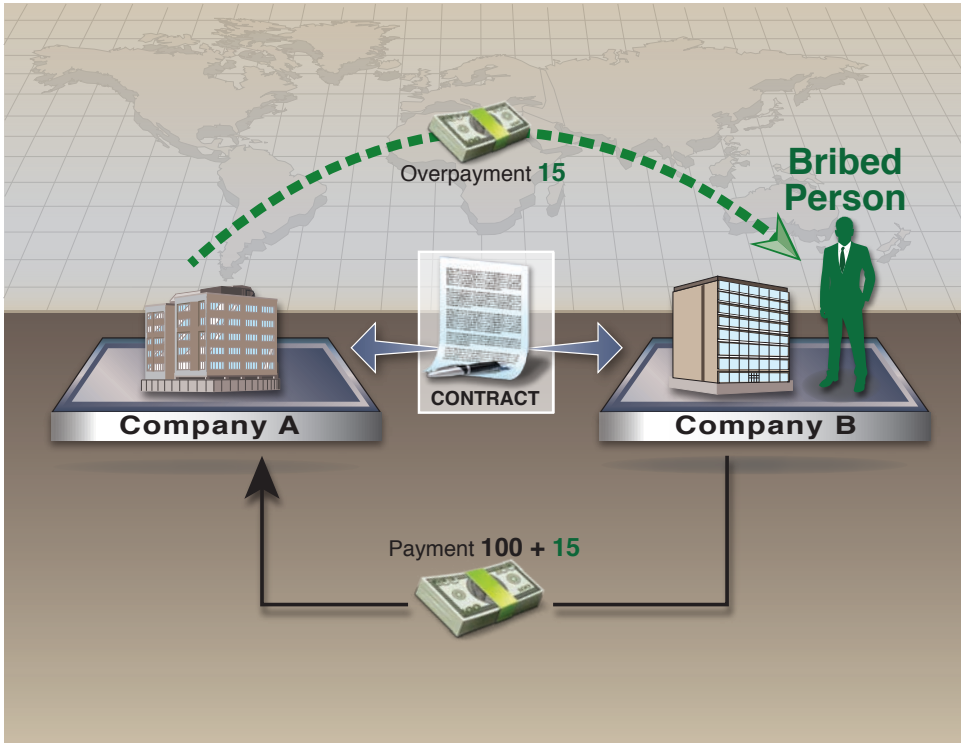 Overpayment 15
Bribed
Person
CONTRACT
Company A
Company B
Payment 100 + 15